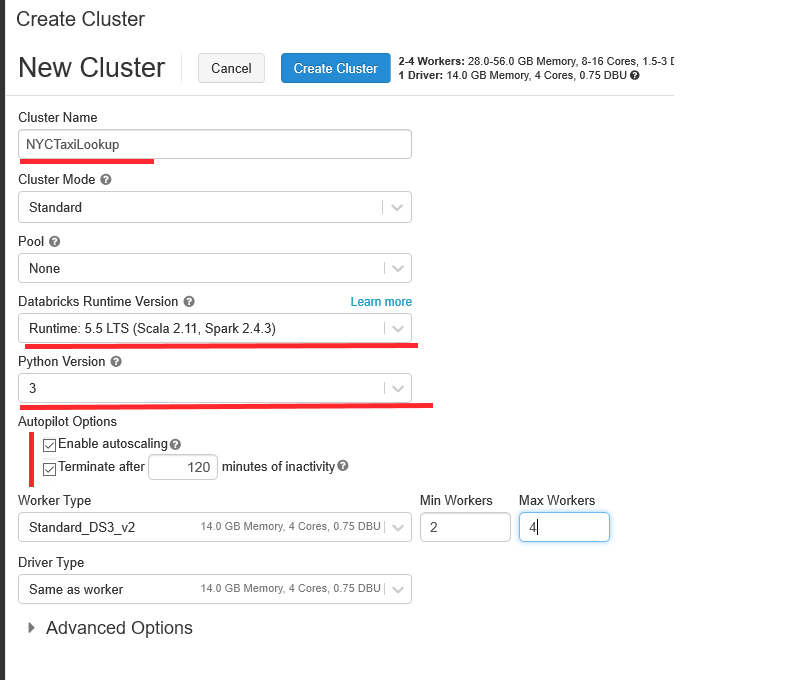 Create Cluster
New Cluster
Cancel
Create Cluster
2-4 Workers: 28.0-56.0 GB Memory, 8-16 Cores, 1.5-3
1 Driver: 14.0 GB Memory, 4 Cores, 0.75 DBU
Cluster Name
NYCTaxiLookup
Cluster Mode
Standard
Pool
None
Databricks Runtime Version Learn more
Runtime: 5.5 LTS (Scala 2.11, Spark 2.4.3)
Python Version
3
Autopilot Options
Enable autoscaling
Terminate after 120 minutes of inactivity
Worker Type Min Workers Max Workers
Standard_DS3_v2 14.0 GB Memory, 4 Cores, 0.75 DBU 2 4
Driver Type
Same as worker 14.0 GB Memory, 4 Cores, 0.75 DBU
Advanced Options